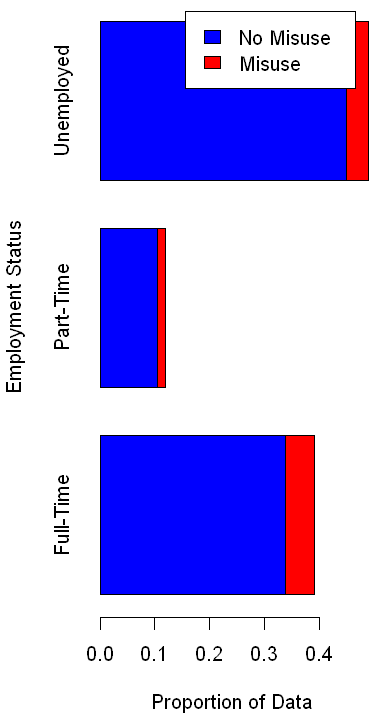 No Misuse
Misuse
Unemployed
Part-Time
Full-Time
Employment Status
0.0 0.1 0.2 0.3 0.4
Proportion of Data